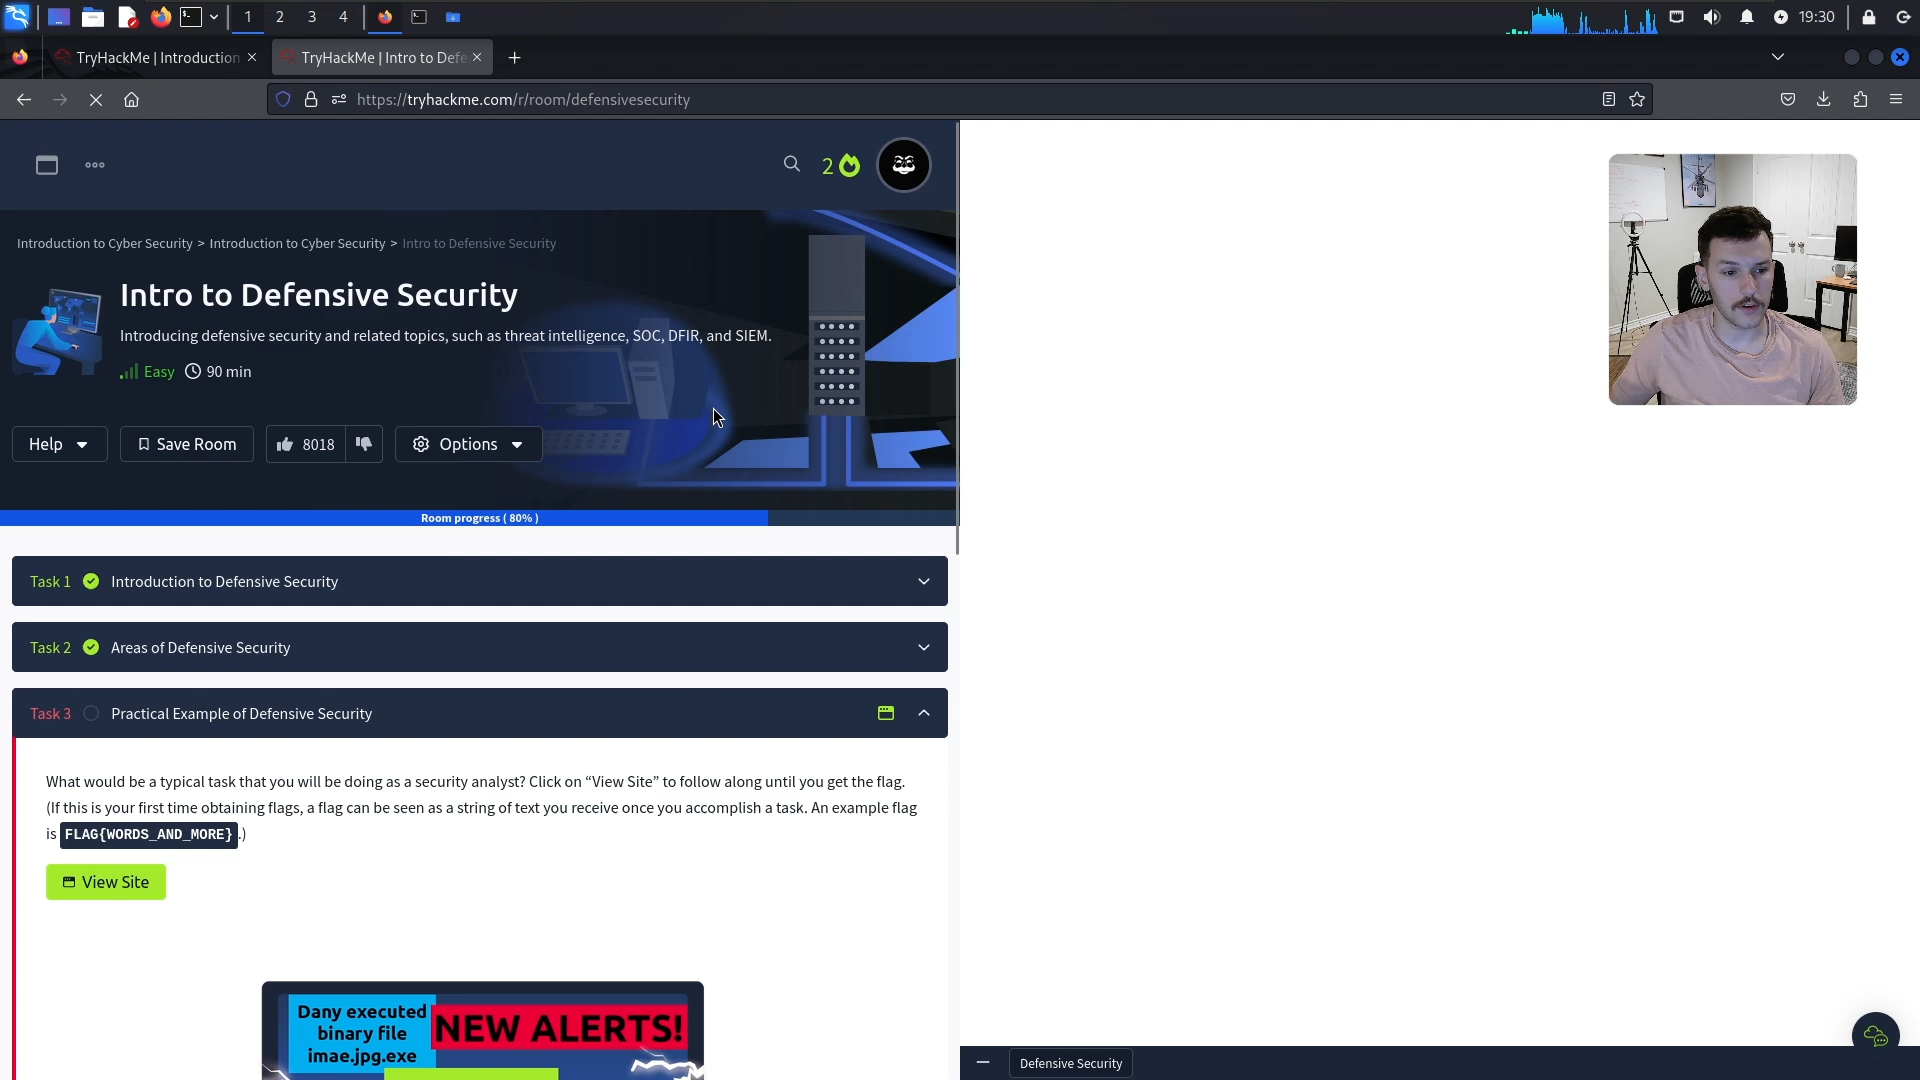 1 2 3 4 19:30
TryHackMe | Introduction TryHackMe | Intro to Defe
https://tryhackme.com/r/room/defensivesecurity
2
Introduction to Cyber Security > Introduction to Cyber Security > Intro to Defensive Security
Intro to Defensive Security
Introducing defensive security and related topics, such as threat intelligence, SOC, DFIR, and SIEM.
Easy 90 min
Help Save Room 8018 Options
Room progress ( 80% )
Task 1 Introduction to Defensive Security
Task 2 Areas of Defensive Security
Task 3 Practical Example of Defensive Security
What would be a typical task that you will be doing as a security analyst? Click on “View Site” to follow along until you get the flag.
(If this is your first time obtaining flags, a flag can be seen as a string of text you receive once you accomplish a task. An example flag
is FLAG{WORDS_AND_MORE} .)
View Site
Dany executed
binary file
imae.jpg.exe
NEW ALERTS!
Defensive Security